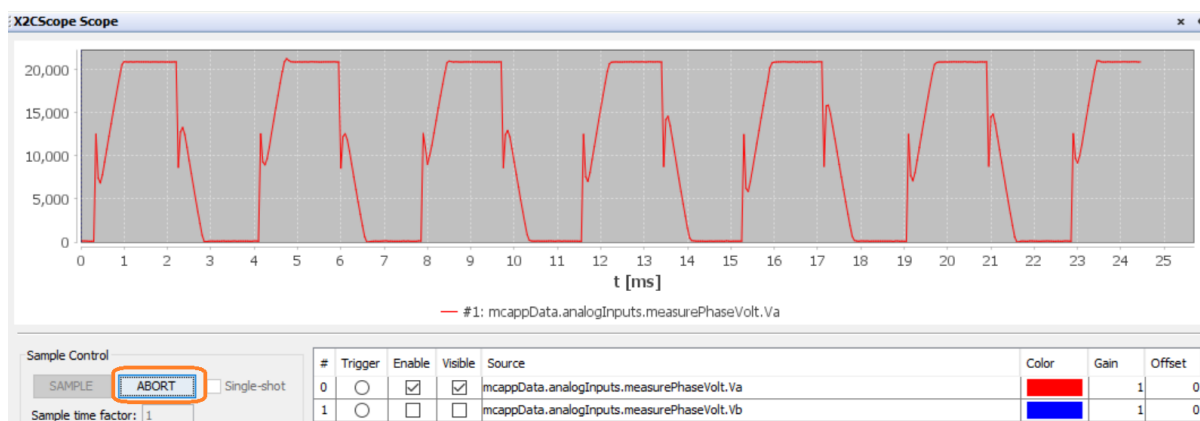 X2CScope Scope
20,000
15,000
10,000
5,000
0
0 1 2 3 4 5 6 7 8 9 10 11 12 13 14 15 16 17 18 19 20 21 22 23 24 25
t [ms]
#1: mcappData.analogInputs.measurePhaseVolt.Va
Sample Control
SAMPLE ABORT Single-shot
Sample time factor: 1
# Trigger Enable Visible Source Color Gain Offset
0 mcappData.analogInputs.measurePhaseVolt.Va 1 0
1 mcappData.analogInputs.measurePhaseVolt.Vb 1 0